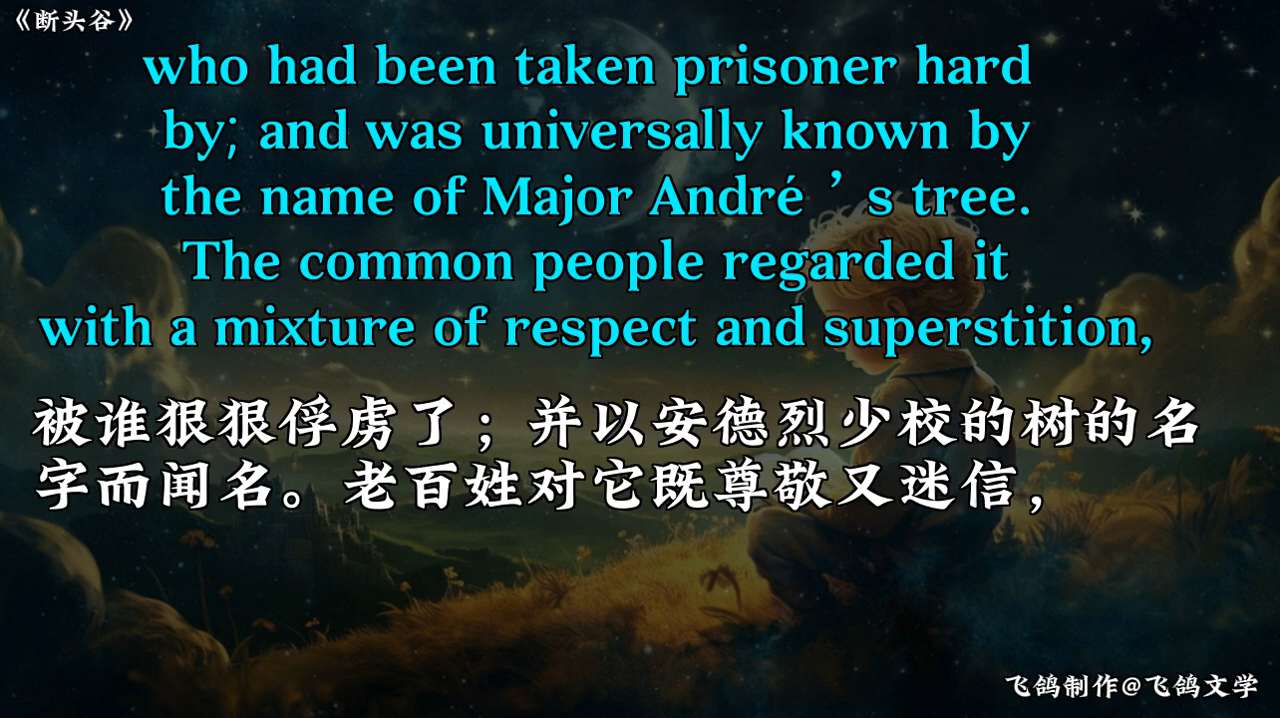 《断头谷》
who had been taken prisoner hard
by; and was universally known by
the name of Major André ’ s tree.
The common people regarded it
with a mixture of respect and superstition,
被谁狠狠俘虏了；并以安德烈少校的树的名
字而闻名。老百姓对它既尊敬又迷信，
飞鸽制作@飞鸽文学